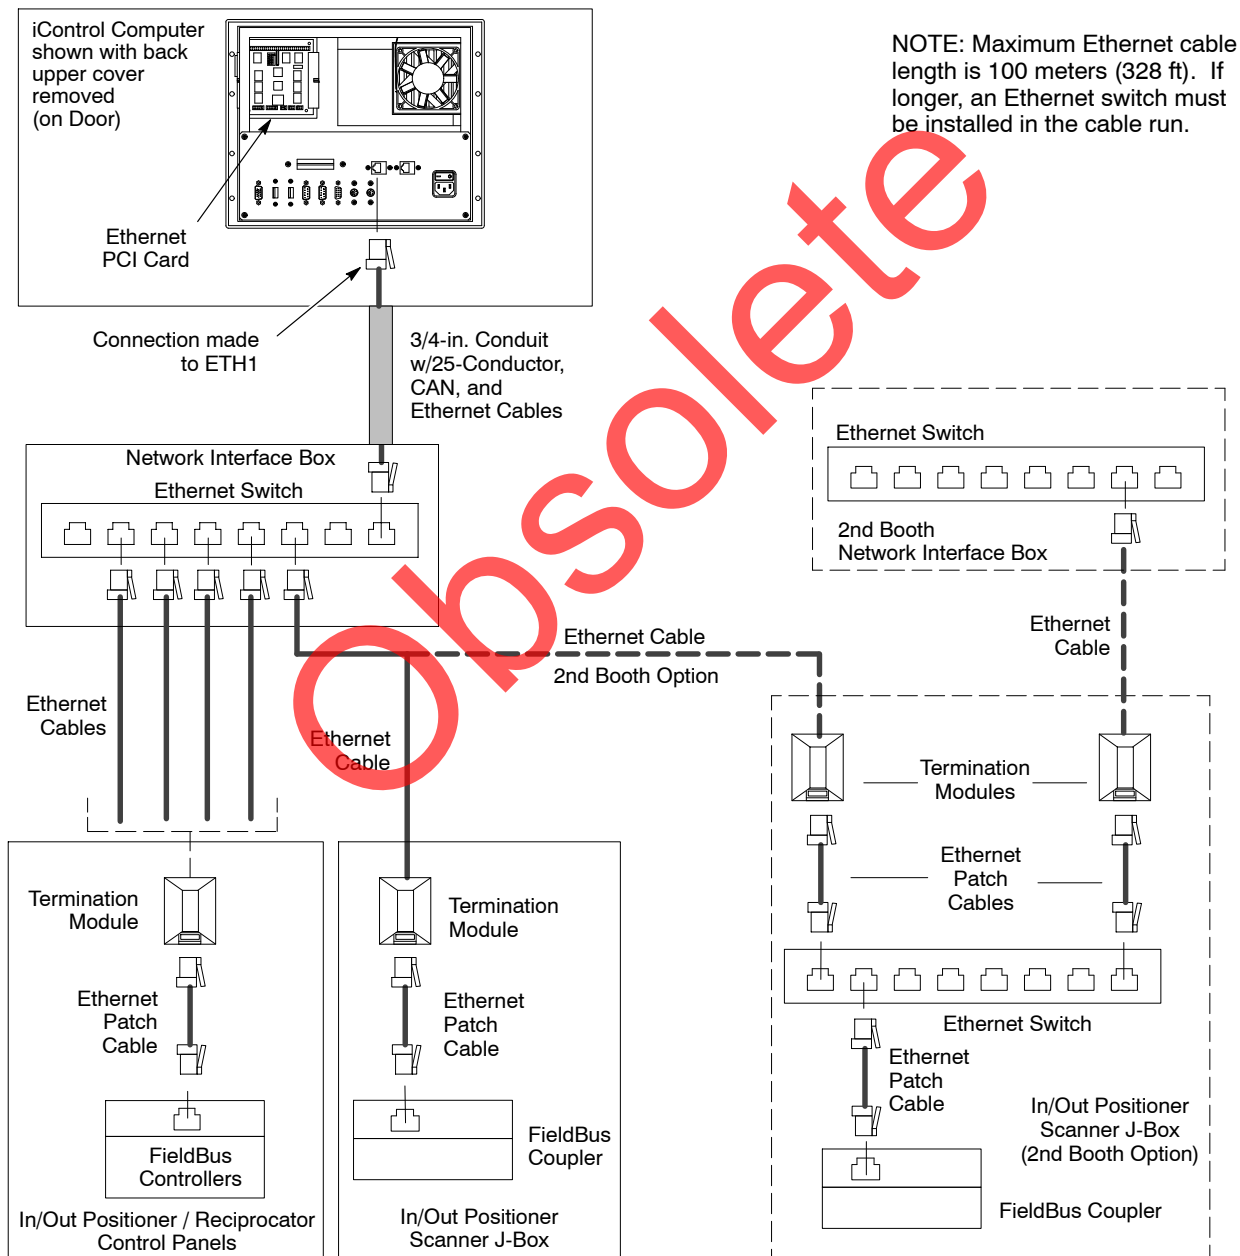 iControl Computer
shown with back
upper cover
removed
(on Door)
NOTE: Maximum Ethernet cable
length is 100 meters (328 ft). If
longer, an Ethernet switch must
be installed in the cable run.
Ethernet
PCI Card
Connection made
to ETH1
3/4-in. Conduit
w/25-Conductor,
CAN, and
Ethernet Cables
Obsolete
Network Interface Box
Ethernet Switch
Ethernet Switch
2nd Booth
Network Interface Box
Ethernet
Cable
Ethernet Cable
2nd Booth Option
Ethernet
Cables
Ethernet
Cable
Termination
Modules
Ethernet
Patch
Cables
Termination
Module
Termination
Module
Ethernet
Patch
Cable
Ethernet
Patch
Cable
Ethernet Switch
Ethernet
Patch
Cable
FieldBus
Controllers
FieldBus
Coupler
In/Out Positioner
Scanner J-Box
(2nd Booth Option)
FieldBus Coupler
In/Out Positioner / Reciprocator
Control Panels
In/Out Positioner
Scanner J-Box